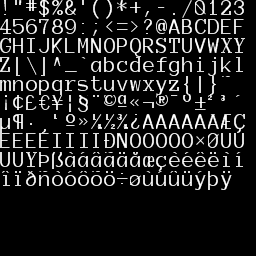 !"#$%&'()*+,-./0123
456789:;<=>?@ABCDEF
GHIJKLMNOPQRSTUVWXY
Z[\]^_`abcdefghijkl
mnopqrstuvwxyz{|}~
¡¢£€¥¦§¨©ª«¬®¯°±²³´
µ¶·¸¹º»¼½¾¿ÀÁÂÃÄÅÆÇ
ÈÉÊËÌÍÎÏÐÑÒÓÔÕÖ×ØÙÚ
ÛÜÝÞßàáâãäåæçèéêëìí
îïðñòóôõö÷øùúûüýþÿ